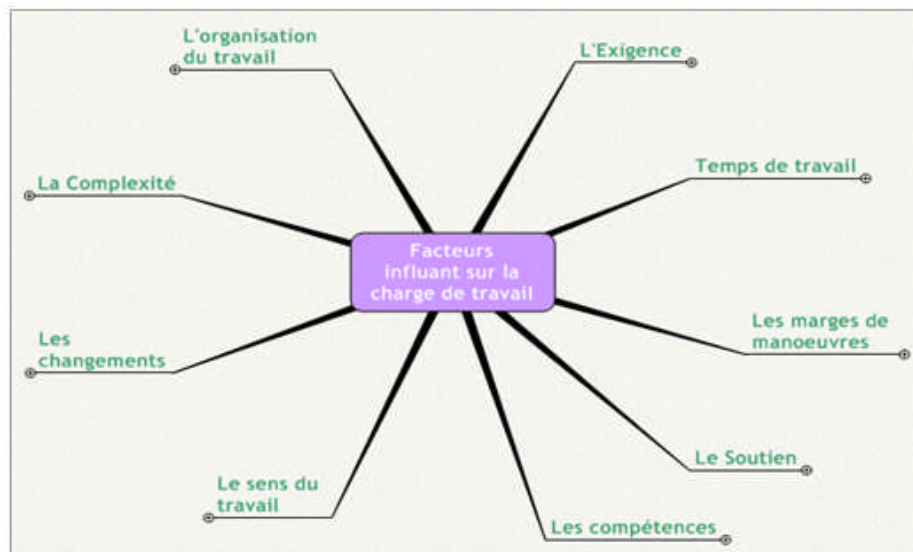 L'organisation
du travail
L'Exigence
La Complexité
Temps de travail
Facteurs
influant sur la
charge de travail
Les
changements
Les marges de
manoeuvres
Le Soutien
Le sens du
travail
Les compétences